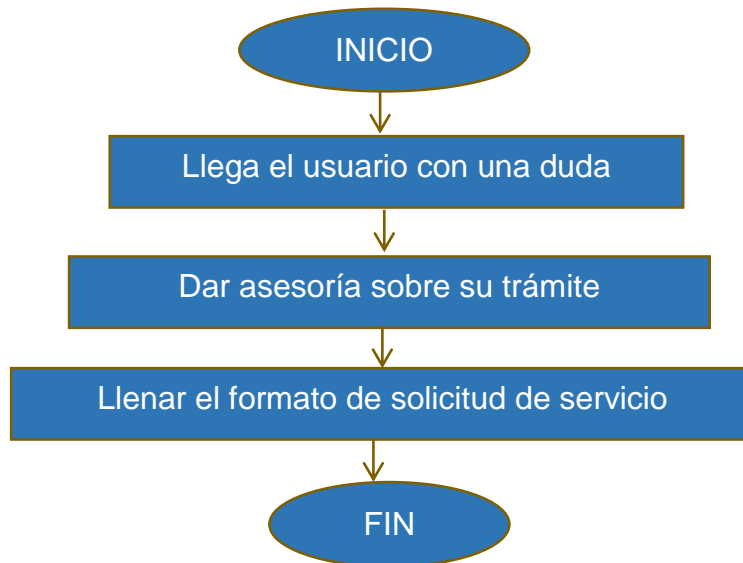 INICIO
Llega el usuario con una duda
Dar asesoría sobre su trámite
Llenar el formato de solicitud de servicio
FIN